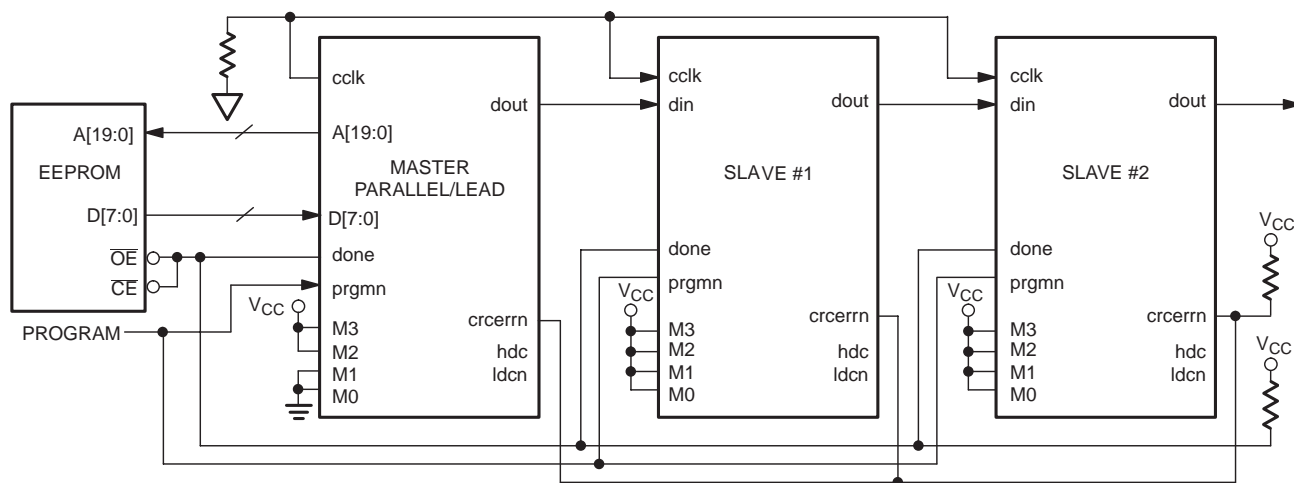 EEPROM
A[19:0]
D[7:0]
OE
CE
PROGRAM
MASTER
PARALLEL/LEAD
cclk
dout
A[19:0]
D[7:0]
done
prgmn
VCC
M3
M2
M1
M0
crcerrn
hdc
ldcn
SLAVE #1
cclk
din
dout
done
prgmn
VCC
M3
M2
M1
M0
crcerrn
hdc
ldcn
SLAVE #2
cclk
din
dout
done
prgmn
VCC
M3
M2
M1
M0
crcerrn
hdc
ldcn
VCC
VCC